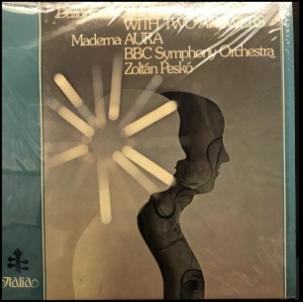 WITH TWO
Maderna AURA
BBC Symphony Orchestra
Zoltán Peskó
Italia